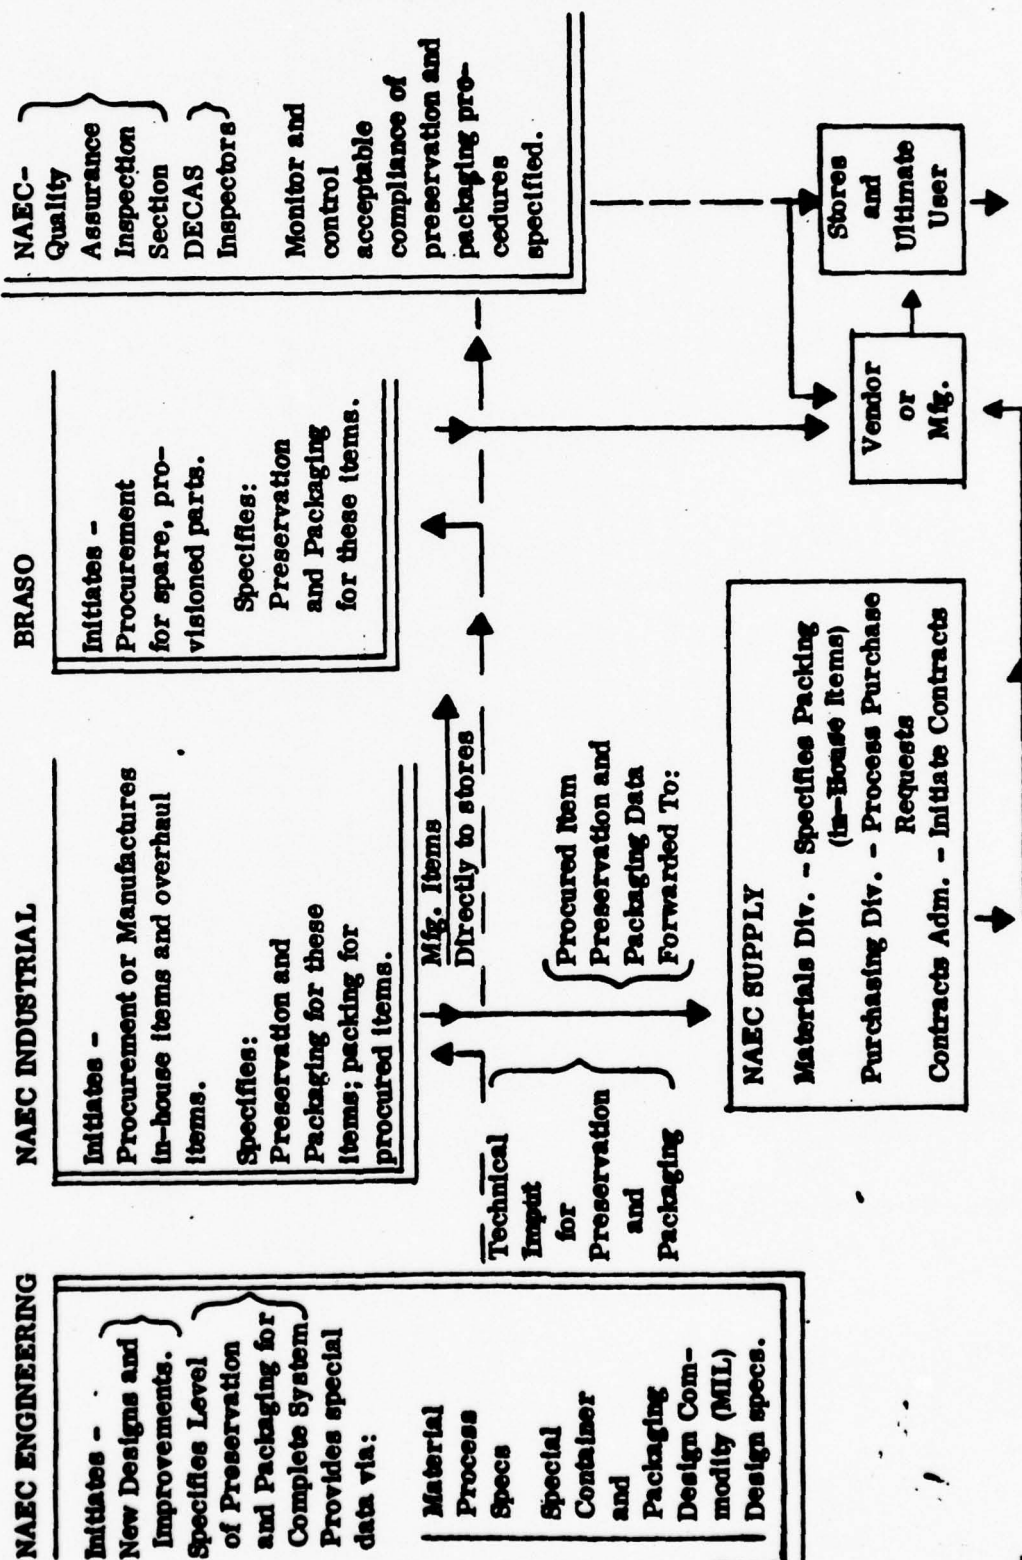 NAEC ENGINEERING
Initiates -
New Designs and
Improvements.
Specifies Level
of Preservation
and Packaging for
Complete System.
Provides special
data via:
Material
Process
Specs
Special
Container
and
Packaging
Design Com-
modity (MIL)
Design specs.
Technical
Imput
for
Preservation
and
Packaging
NAEC INDUSTRIAL
Initiates -
Procurement or Manufactures
in-house items and overhaul
items.
Specifies:
Preservation and
Packaging for these
items; packing for
procured items.
Mfg. Items
Directly to stores
Procured Item
Preservation and
Packaging Data
Forwarded To:
NAEC SUPPLY
Materials Div. - Specifies Packing
(in-House Items)
Purchasing Div. - Process Purchase
Requests
Contracts Adm. - Initiate Contracts
BRASO
Initiates -
Procurement
for spare, pro-
visioned parts.
Specifies:
Preservation
and Packaging
for these items.
NAEC-
Quality
Assurance
Inspection
Section
DECAS
Inspectors
Monitor and
control
acceptable
compliance of
preservation and
packaging pro-
cedures
specified.
Vendor
or
Mfg.
Stores
and
Ultimate
User